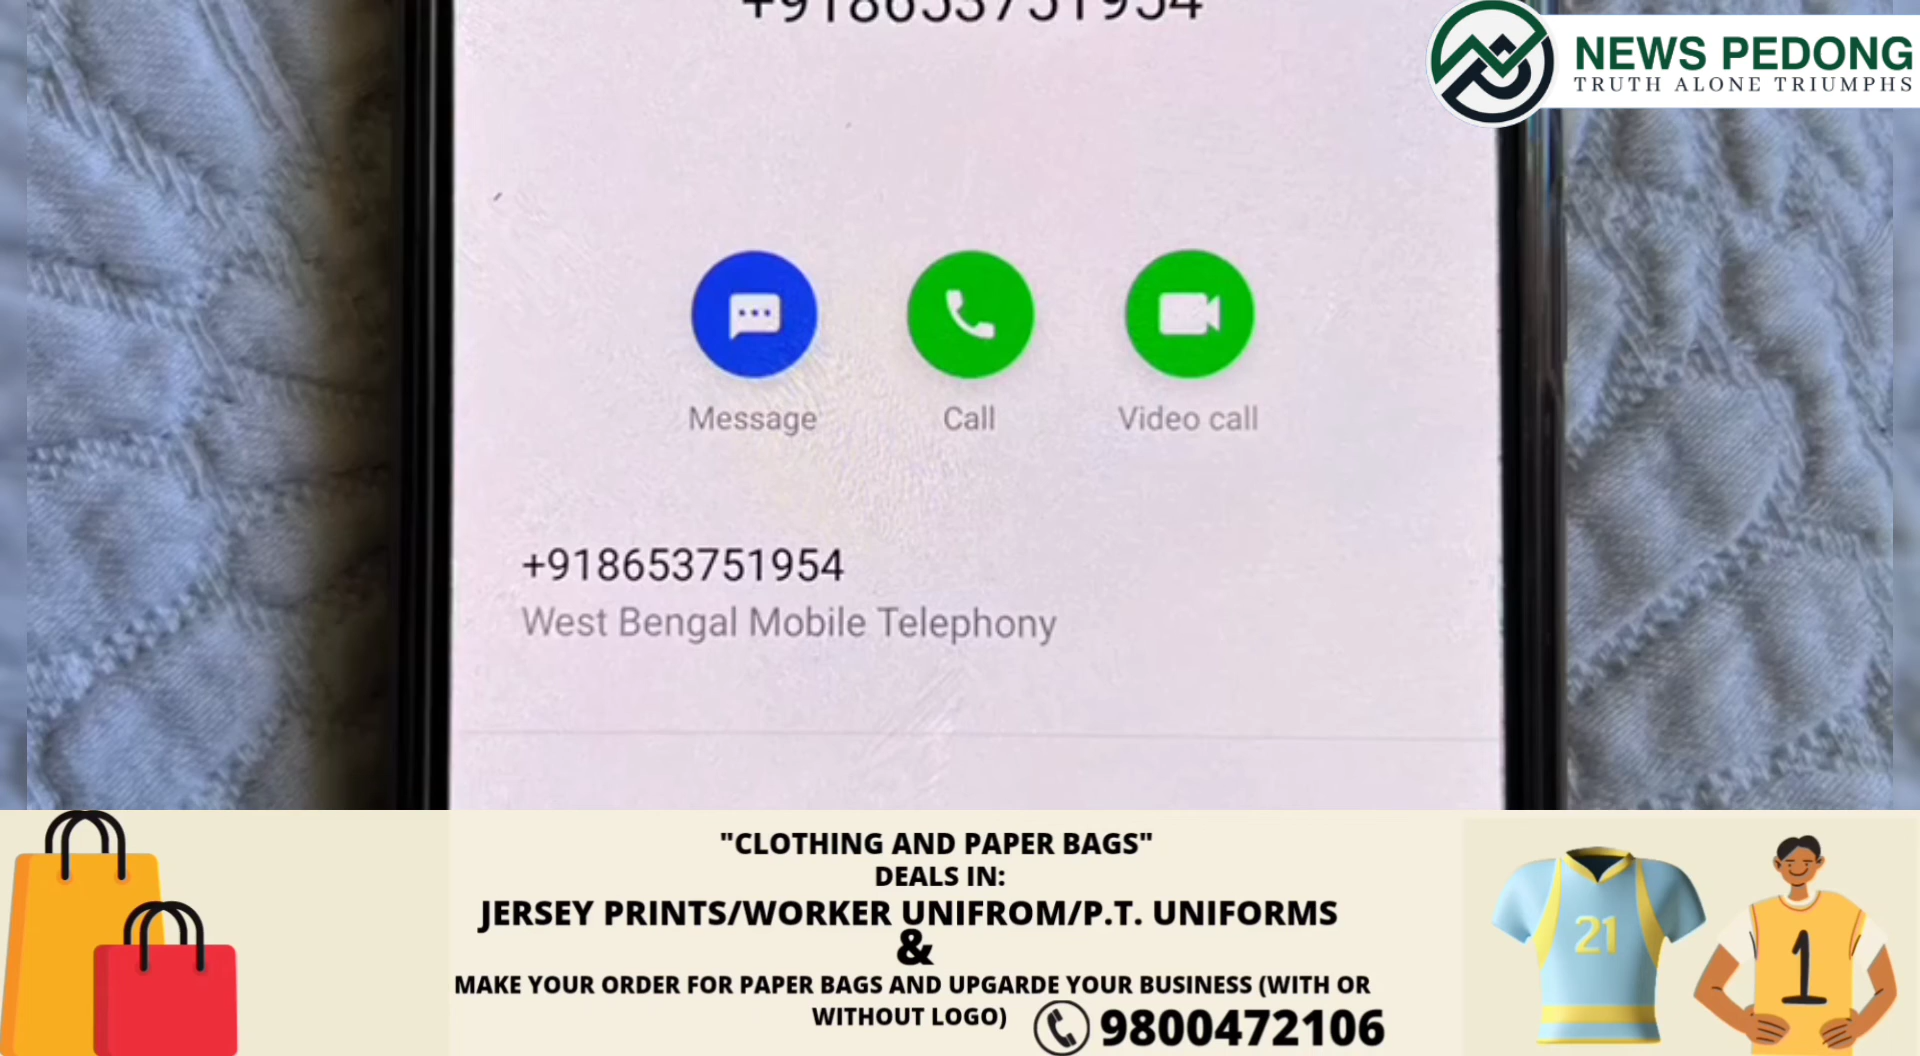 +918653751954
NEWS PEDONG
TRUTH ALONE TRIUMPHS
Message
Call
Video call
+918653751954
West Bengal Mobile Telephony
"CLOTHING AND PAPER BAGS"
DEALS IN:
JERSEY PRINTS/WORKER UNIFROM/P.T. UNIFORMS
&
MAKE YOUR ORDER FOR PAPER BAGS AND UPGARDE YOUR BUSINESS (WITH OR
WITHOUT LOGO)
9800472106
21
1